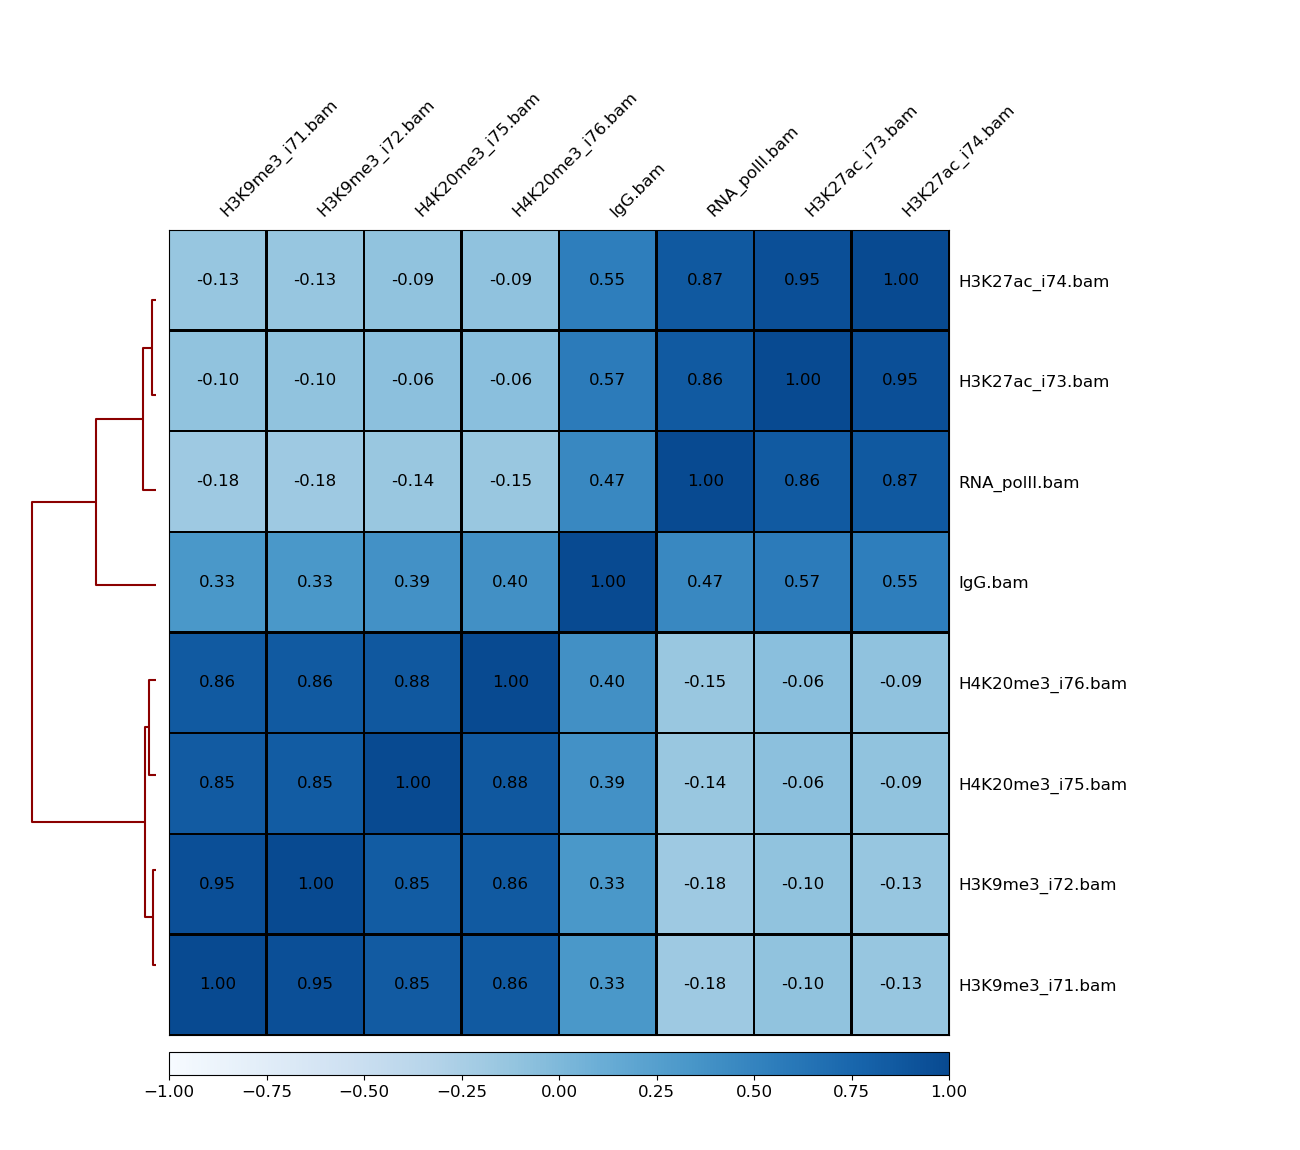 H3K9me3_i71.bam
H3K9me3_i72.bam
H4K20me3_i75.bam
H4K20me3_i76.bam
IgG.bam
RNA_polII.bam
H3K27ac_i73.bam
H3K27ac_i74.bam
-0.13 -0.13 -0.09 -0.09 0.55 0.87 0.95 1.00 H3K27ac_i74.bam
-0.10 -0.10 -0.06 -0.06 0.57 0.86 1.00 0.95 H3K27ac_i73.bam
-0.18 -0.18 -0.14 -0.15 0.47 1.00 0.86 0.87 RNA_polII.bam
0.33 0.33 0.39 0.40 1.00 0.47 0.57 0.55 IgG.bam
0.86 0.86 0.88 1.00 0.40 -0.15 -0.06 -0.09 H4K20me3_i76.bam
0.85 0.85 1.00 0.88 0.39 -0.14 -0.06 -0.09 H4K20me3_i75.bam
0.95 1.00 0.85 0.86 0.33 -0.18 -0.10 -0.13 H3K9me3_i72.bam
1.00 0.95 0.85 0.86 0.33 -0.18 -0.10 -0.13 H3K9me3_i71.bam
−1.00 −0.75 −0.50 −0.25 0.00 0.25 0.50 0.75 1.00